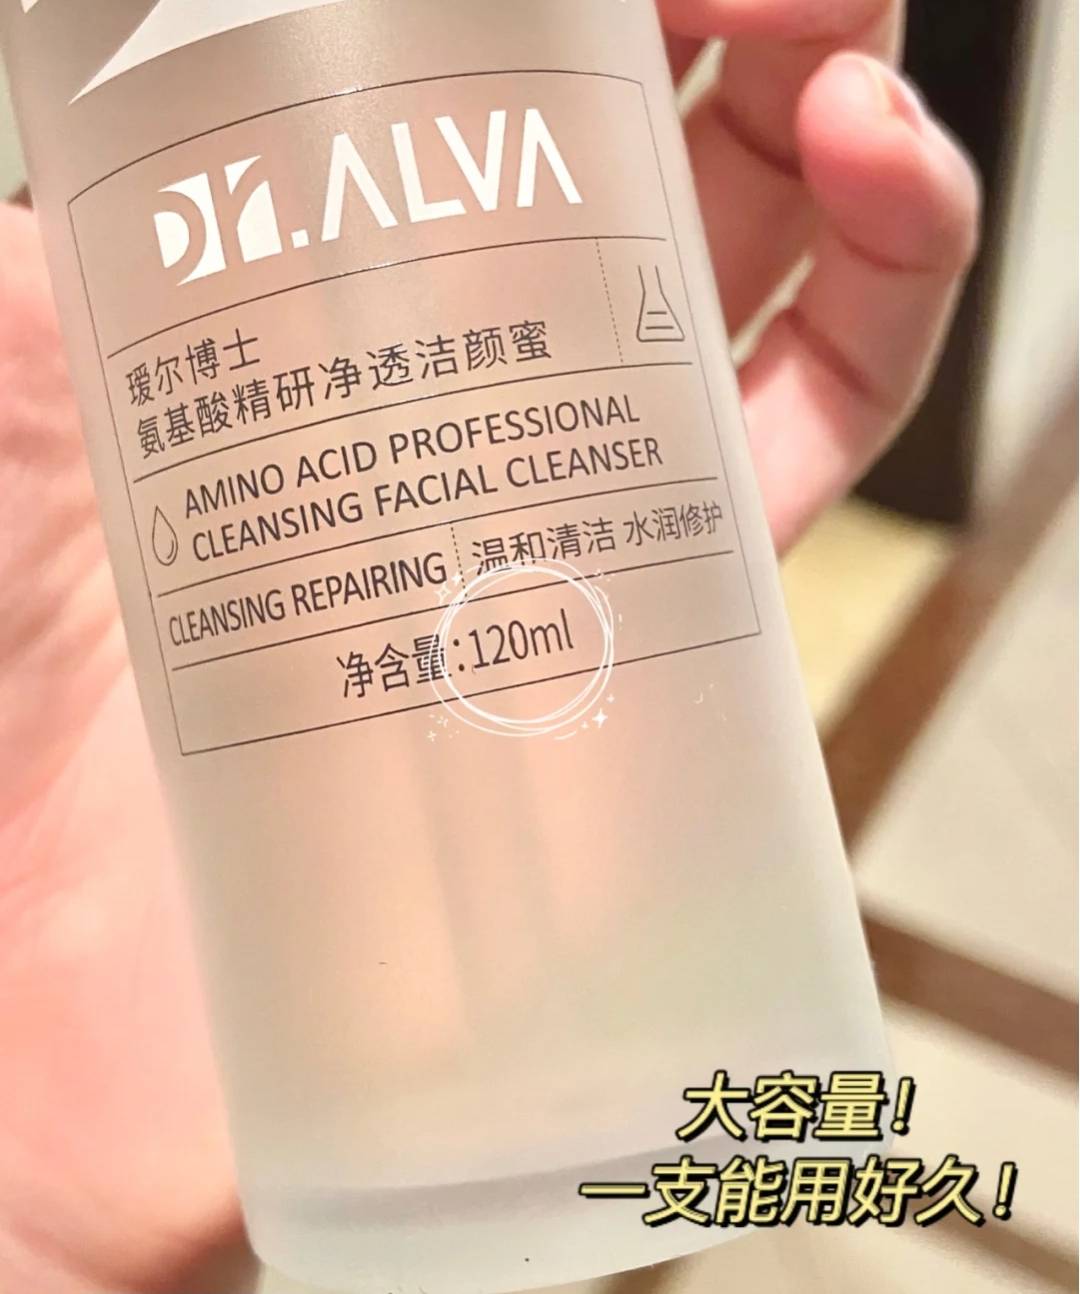 Dr.ALVA
瑷尔博士
氨基酸精研净透洁颜蜜
AMINO ACID PROFESSIONAL
CLEANSING FACIAL CLEANSER
CLEANSING REPAIRING
温和清洁 水润修护
净含量:120ml
大容量!
一支能用好久!